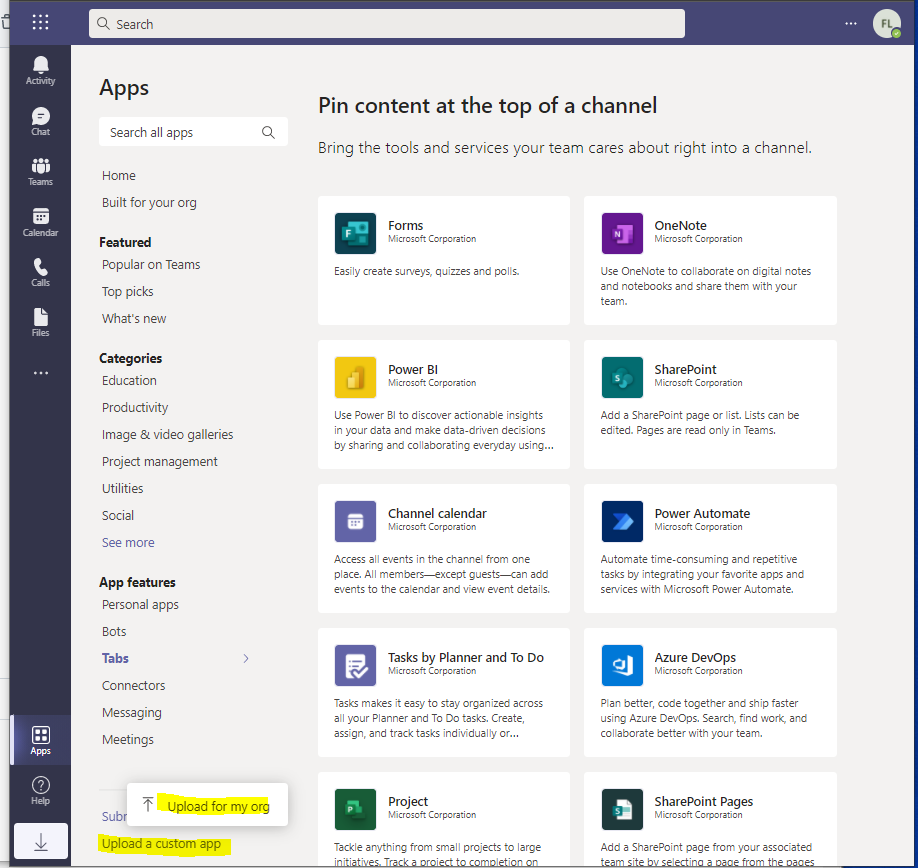 Search
...
FL
Activity
Chat
Teams
Calendar
Calls
Files
...
Apps
Help
Apps
Search all apps
Home
Built for your org
Featured
Popular on Teams
Top picks
What's new
Categories
Education
Productivity
Image & video galleries
Project management
Utilities
Social
See more
App features
Personal apps
Bots
Tabs
Connectors
Messaging
Meetings
Upload for my org
Upload a custom app
Pin content at the top of a channel
Bring the tools and services your team cares about right into a channel.
Forms
Microsoft Corporation
Easily create surveys, quizzes and polls.
OneNote
Microsoft Corporation
Use OneNote to collaborate on digital notes
and notebooks and share them with your
team.
Power BI
Microsoft Corporation
Use Power BI to discover actionable insights
in your data and make data-driven decisions
by sharing and collaborating everyday using...
SharePoint
Microsoft Corporation
Add a SharePoint page or list. Lists can be
edited. Pages are read only in Teams.
Channel calendar
Microsoft Corporation
Access all events in the channel from one
place. All members—except guests—can add
events to the calendar and view event details.
Power Automate
Microsoft Corporation
Automate time-consuming and repetitive
tasks by integrating your favorite apps and
services with Microsoft Power Automate.
Tasks by Planner and To Do
Microsoft Corporation
Tasks makes it easy to stay organized across
all your Planner and To Do tasks. Create,
assign, and track tasks individually or...
Azure DevOps
Microsoft Corporation
Plan better, code together and ship faster
using Azure DevOps. Search, find work, and
collaborate better with your team.
Project
Microsoft Corporation
Tackle anything from small projects to large
initiatives. Track a project to completion on
SharePoint Pages
Microsoft Corporation
Add a SharePoint page from your associated
team site by selecting a page from the pages